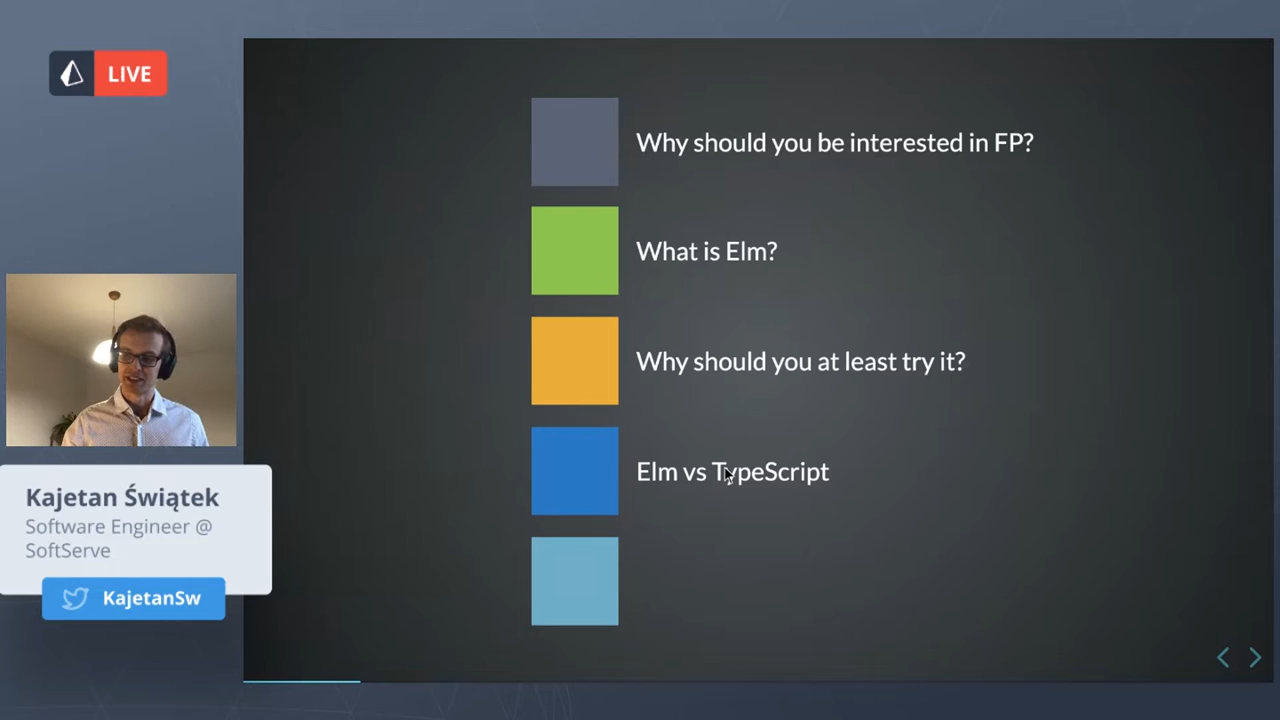 LIVE
Why should you be interested in FP?
What is Elm?
Why should you at least try it?
Elm vs TypeScript
Kajetan Świątek
Software Engineer @
SoftServe
KajetanSw